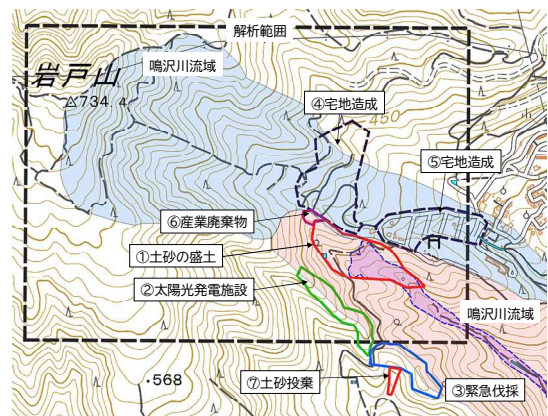 解析範囲
岩戸山
鳴沢川流域
△734.4
④宅地造成
450
⑤宅地造成
⑥産業廃棄物
①土砂の盛土
②太陽光発電施設
鳴沢川流域
・568
⑦土砂投棄
③緊急伐採